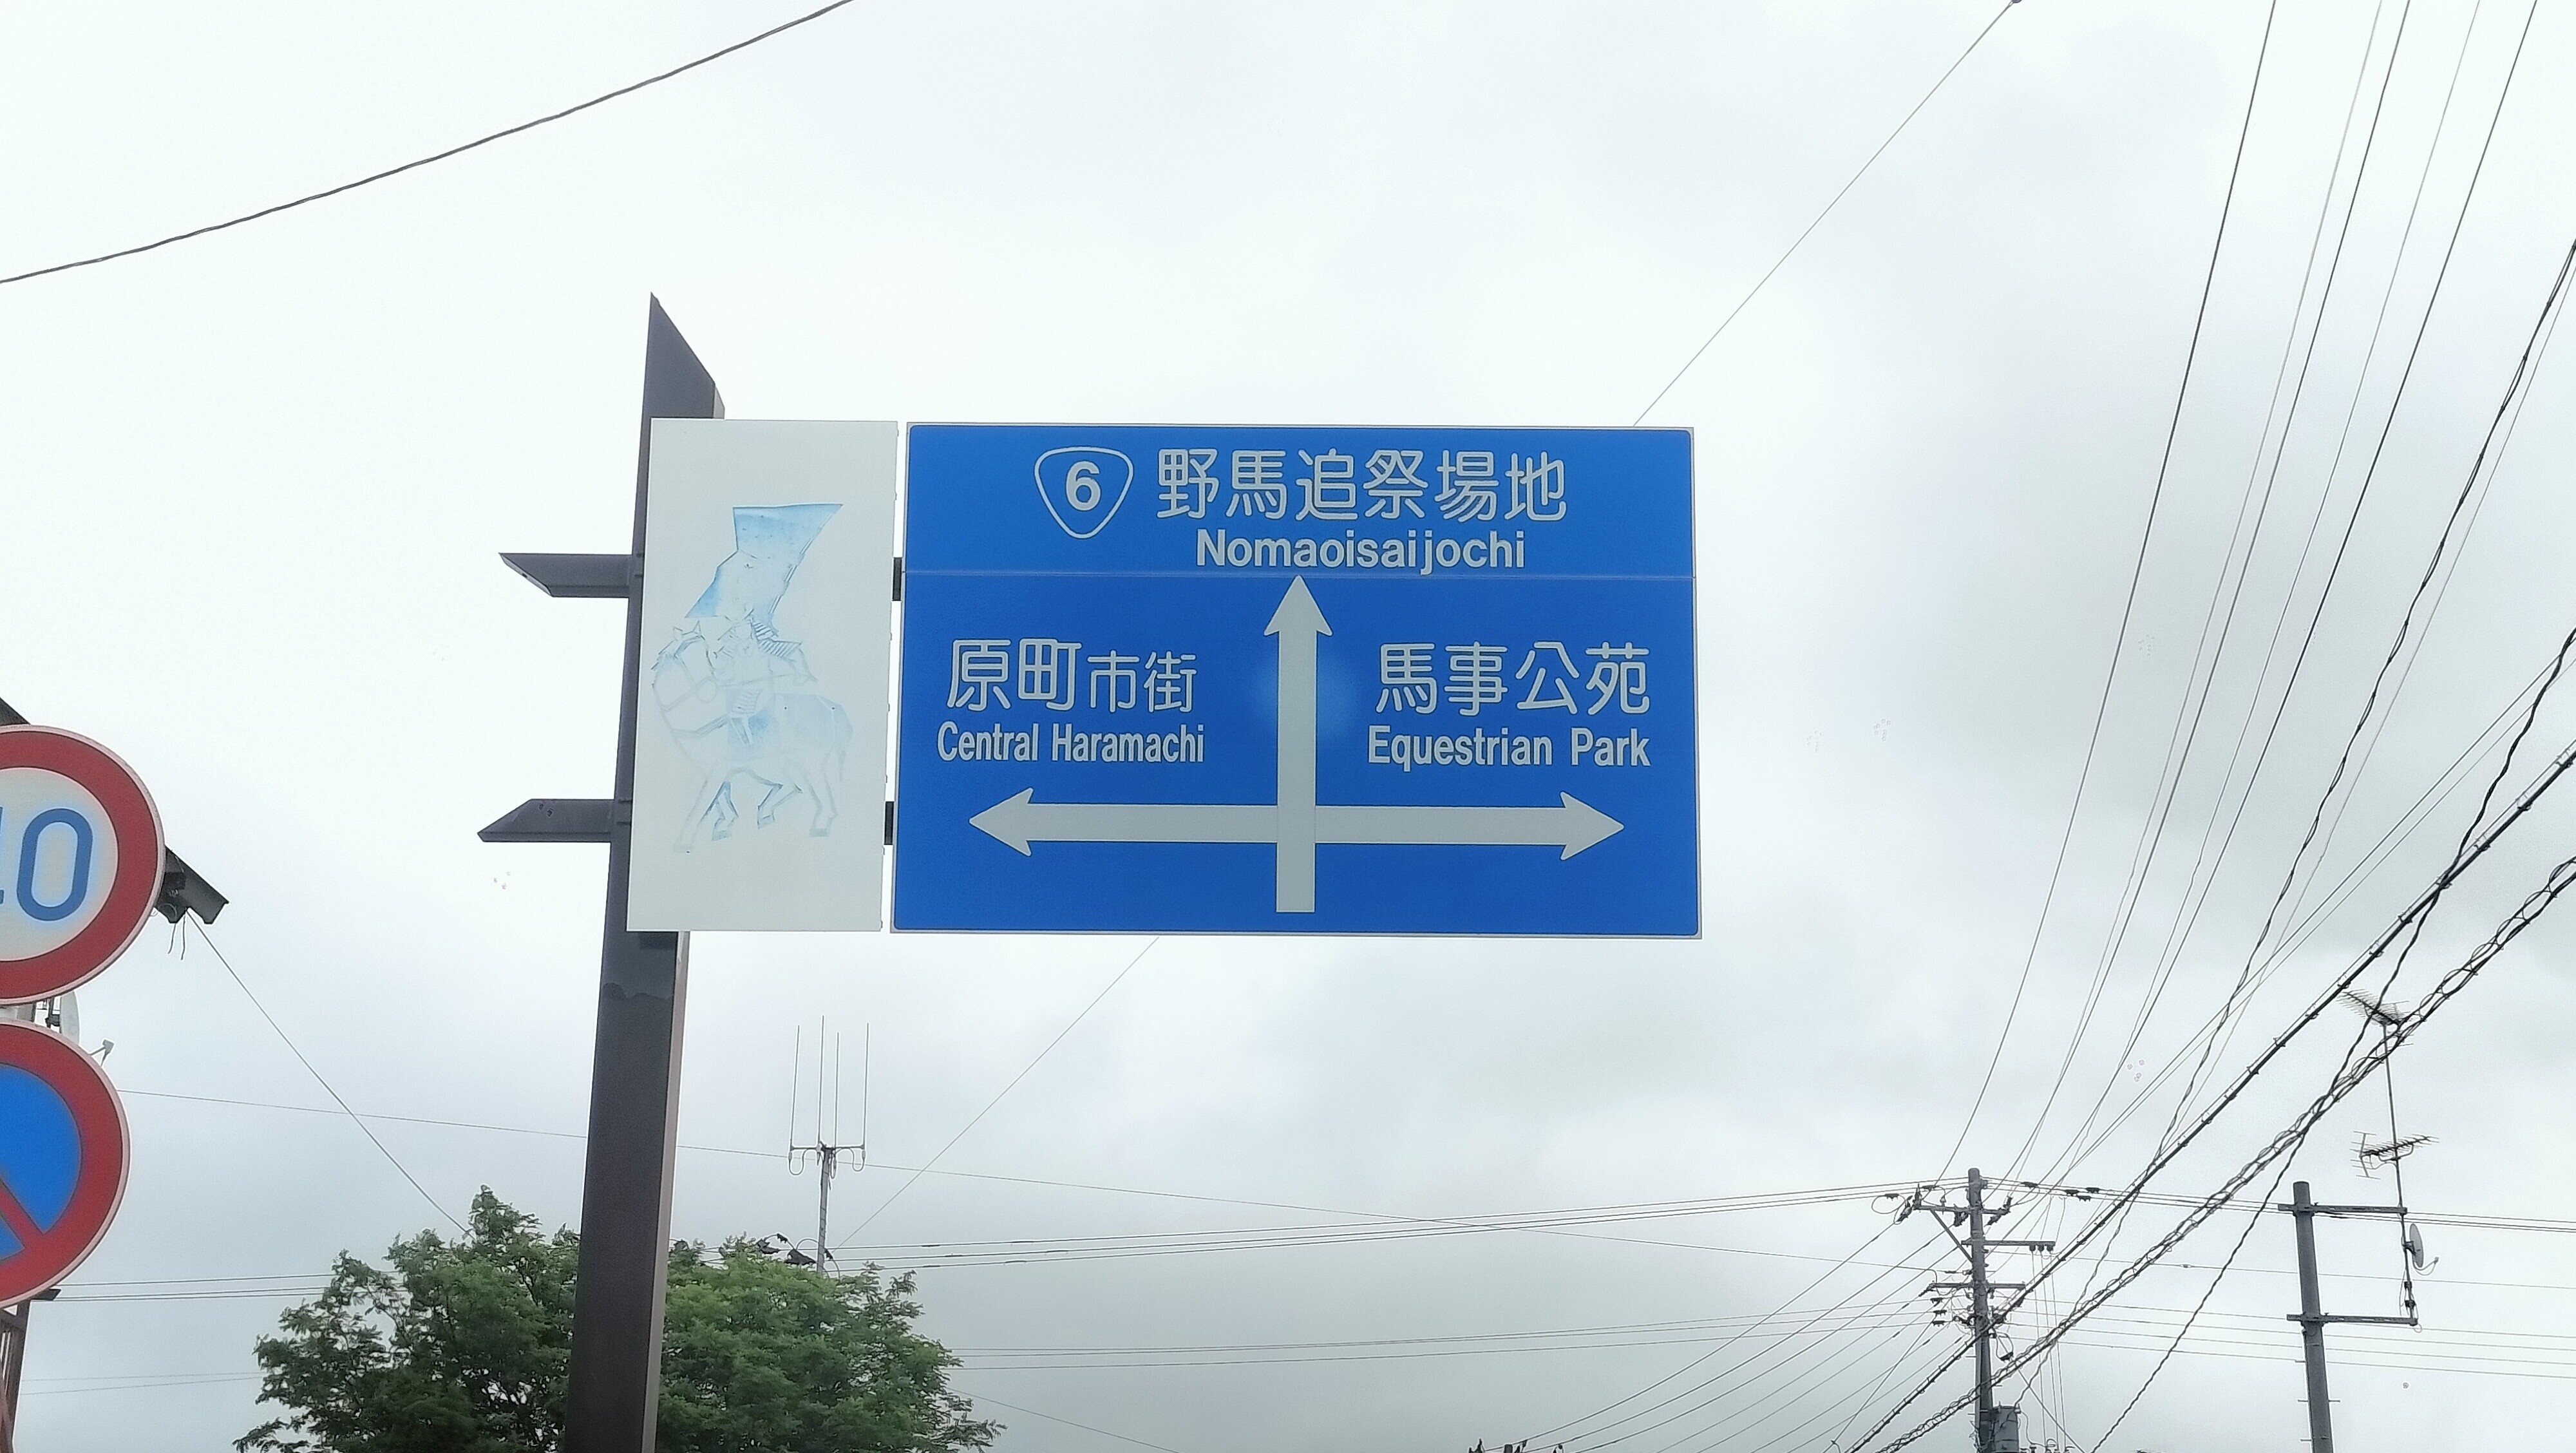 6 野馬追祭場地
Nomaoisaijochi
原町市街
Central Haramachi
馬事公苑
Equestrian Park
40